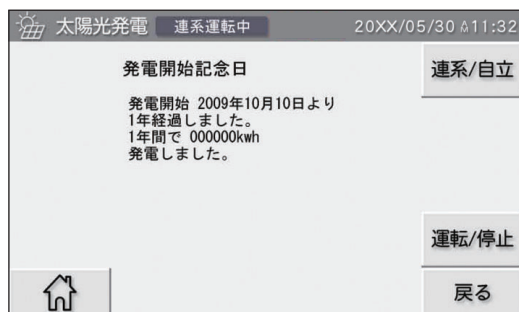 太陽光発電 連系運転中 20XX/05/30 A11:32
発電開始記念日
連系/自立
発電開始 2009年10月10日より
1年経過しました。
1年間で 000000kwh
発電しました。
運転/停止
戻る